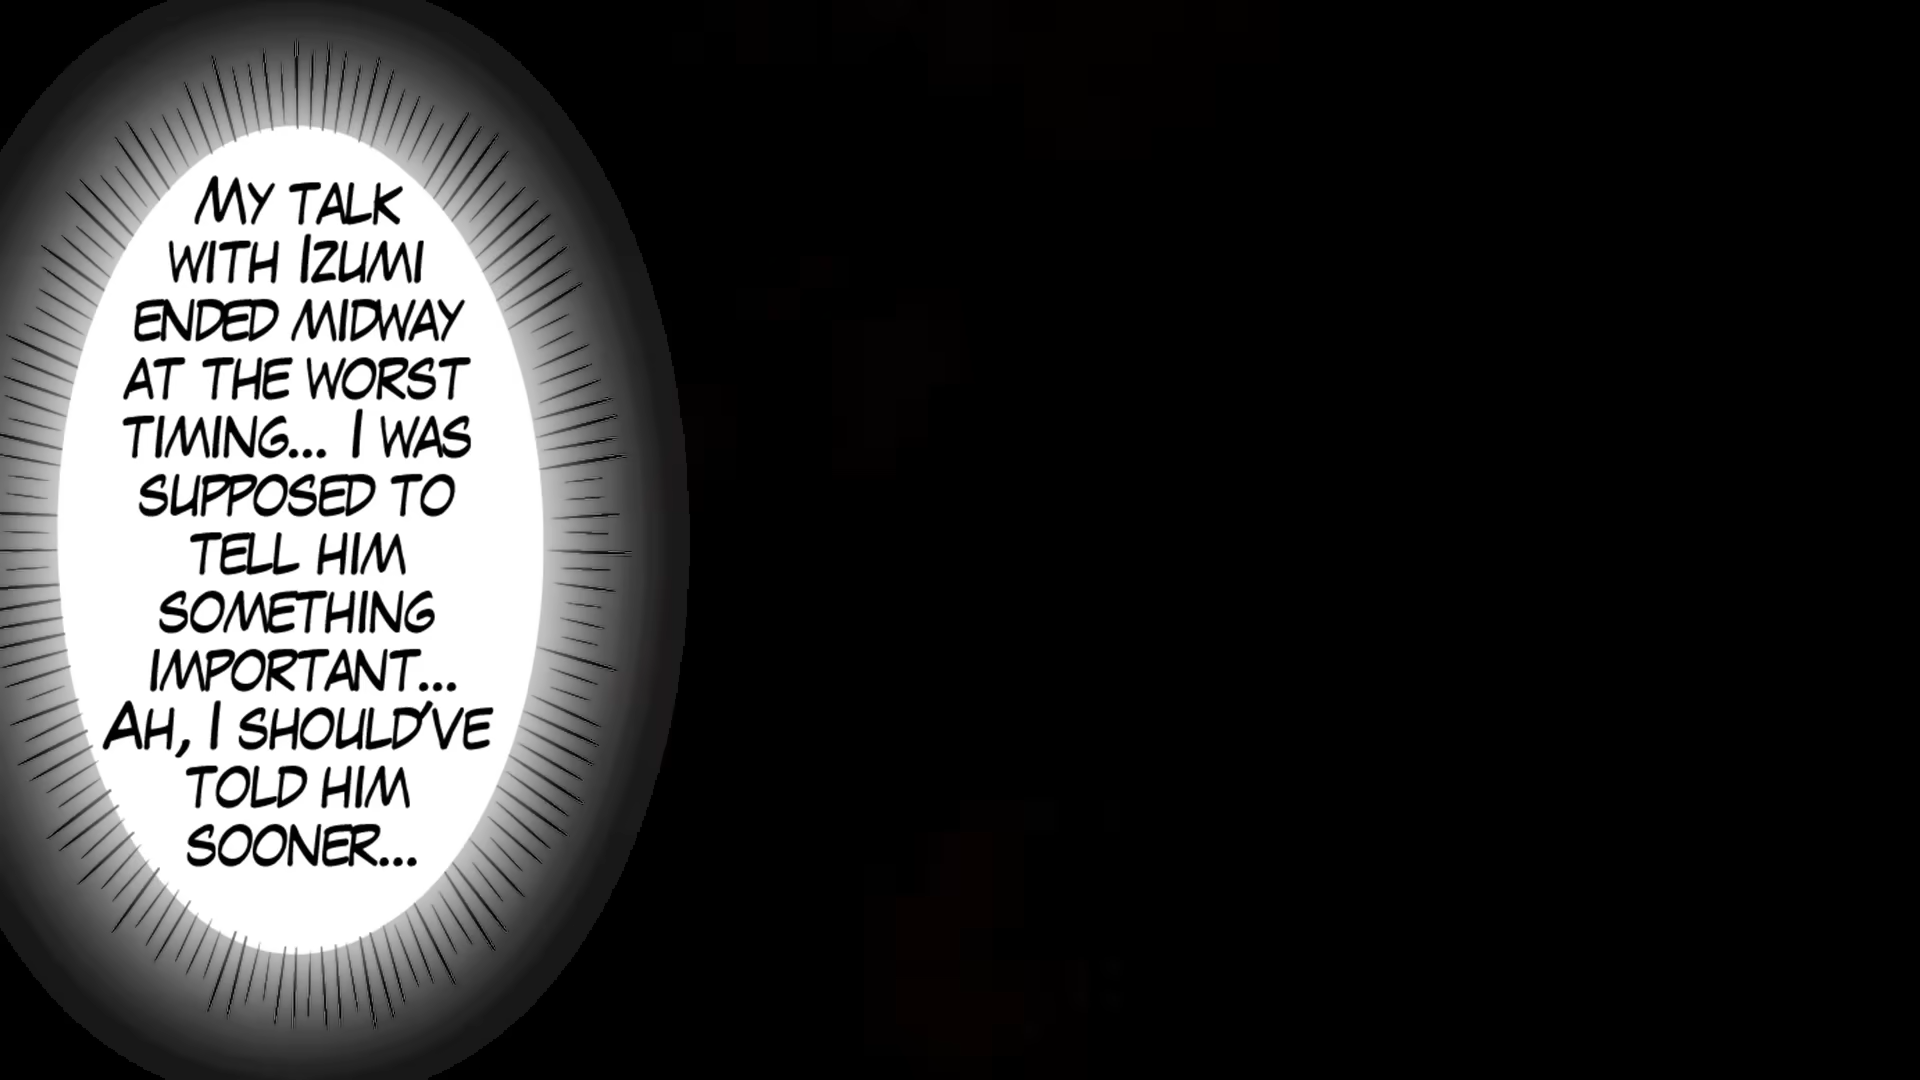 My talk
with Izumi
ended midway
at the worst
timing... I was
supposed to
tell him
something
important...
Ah, I should've
told him
sooner...